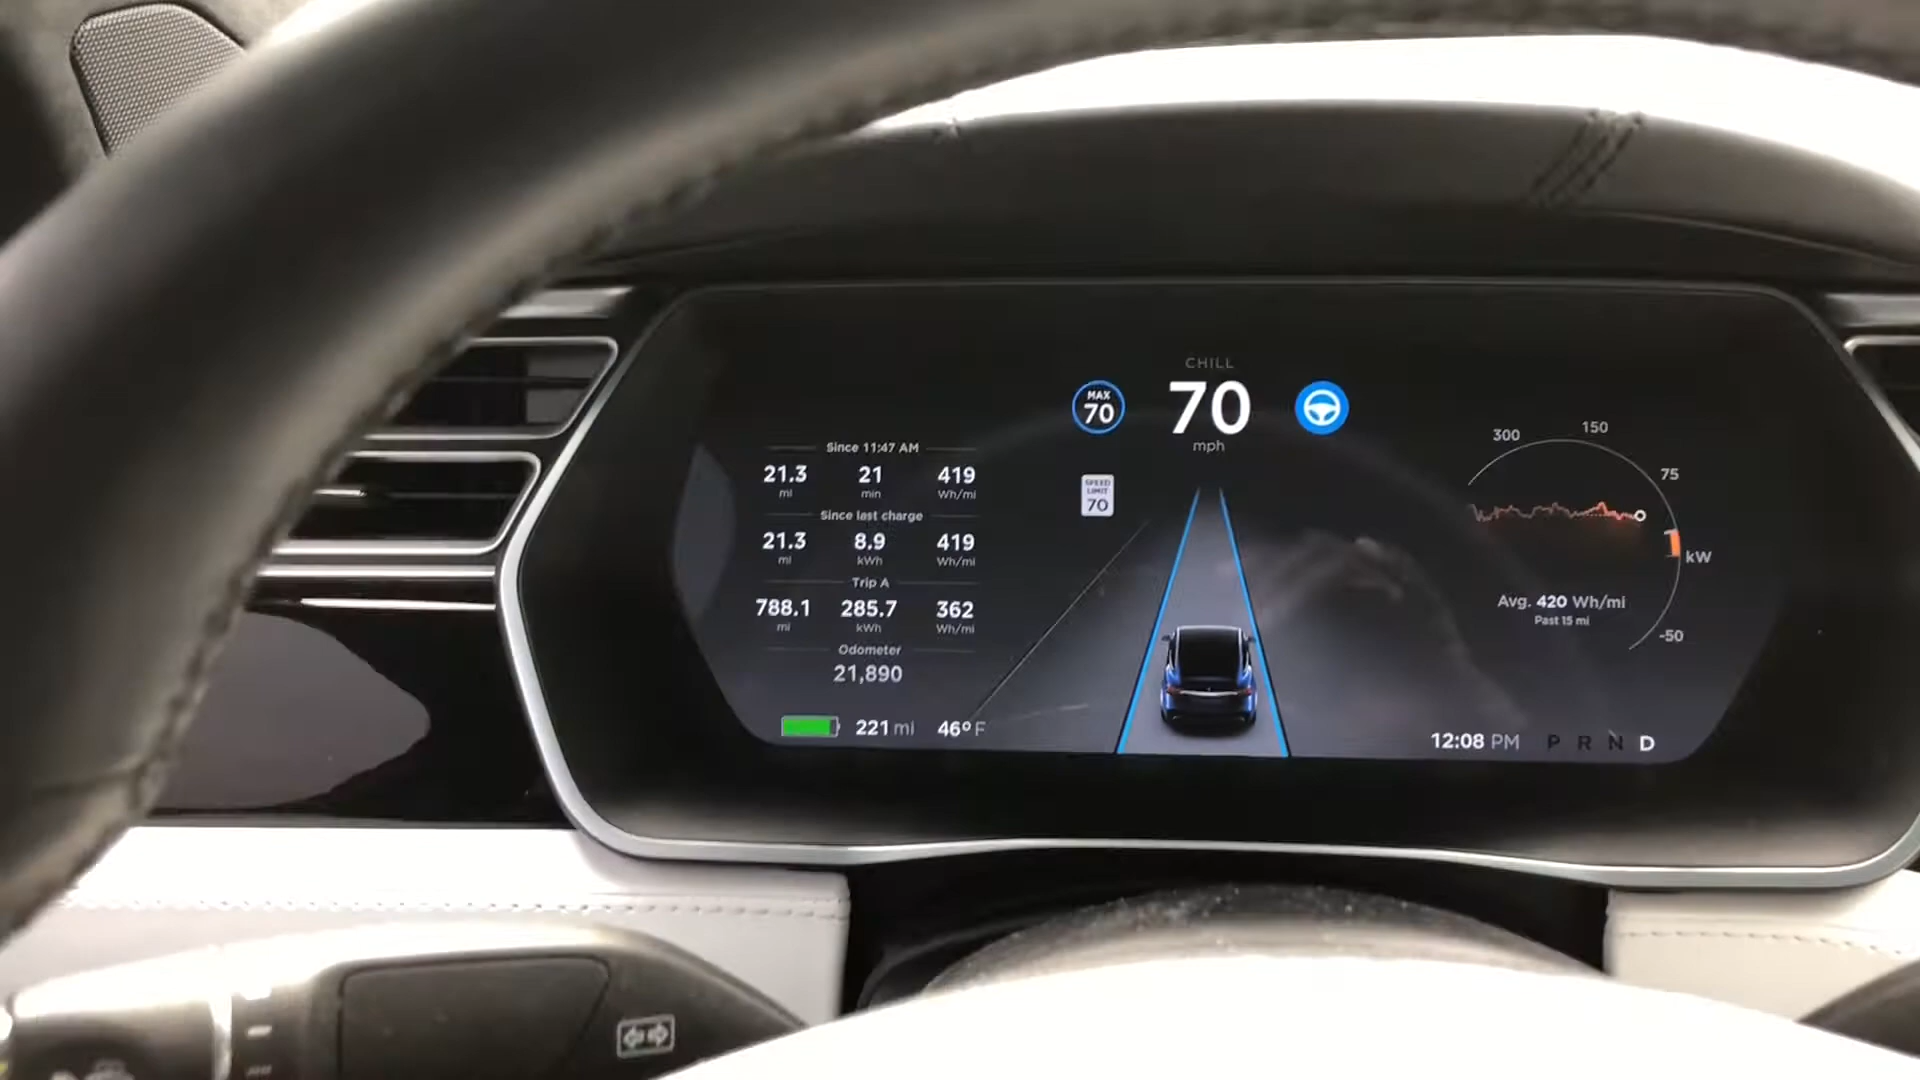 CHILL
MAX
70
70
mph
SPEED
LIMIT
70
Since 11:47 AM
21.3 21 419
mi min Wh/mi
Since last charge
21.3 8.9 419
mi kWh Wh/mi
Trip A
788.1 285.7 362
mi kWh Wh/mi
Odometer
21,890
221 mi 46° F
300 150
75
kW
-50
Avg. 420 Wh/mi
Past 15 mi
12:08 PM P R N D